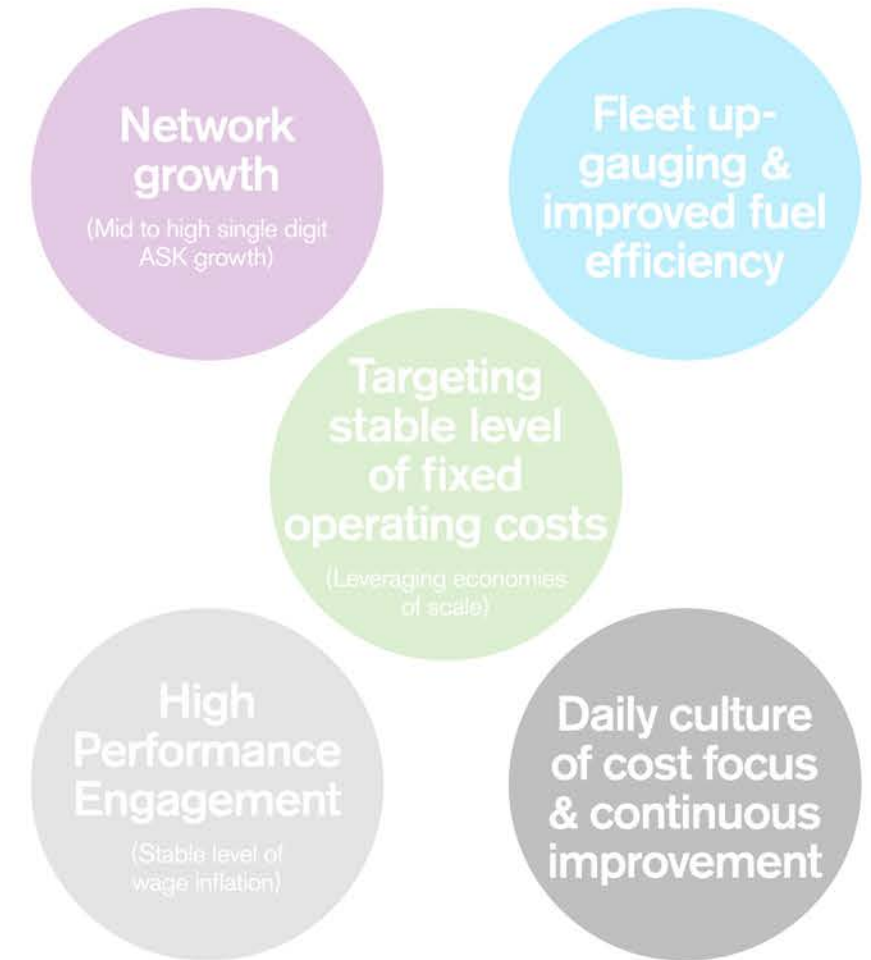 Network
growth
(Mid to high single digit
ASK growth)
Fleet up-
gauging &
improved fuel
efficiency
Targeting
stable level
of fixed
operating costs
(Leveraging economies
of scale)
High
Performance
Engagement
(Stable level of
wage inflation)
Daily culture
of cost focus
& continuous
improvement